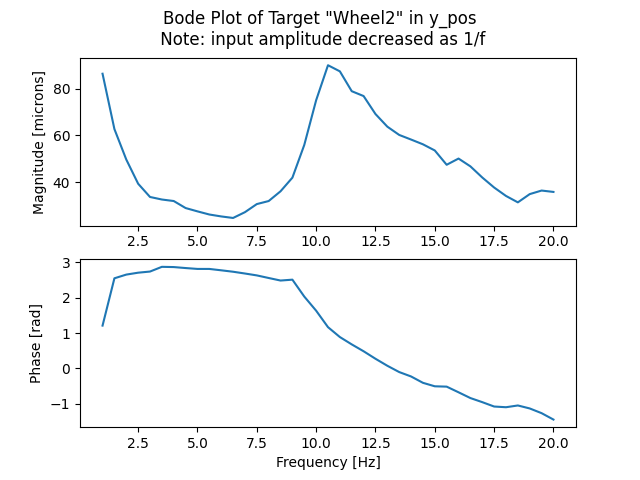 Bode Plot of Target "Wheel2" in y_pos
Note: input amplitude decreased as 1/f
Magnitude [microns]
80
60
40
2.5 5.0 7.5 10.0 12.5 15.0 17.5 20.0
Phase [rad]
3
2
1
0
−1
2.5 5.0 7.5 10.0 12.5 15.0 17.5 20.0
Frequency [Hz]